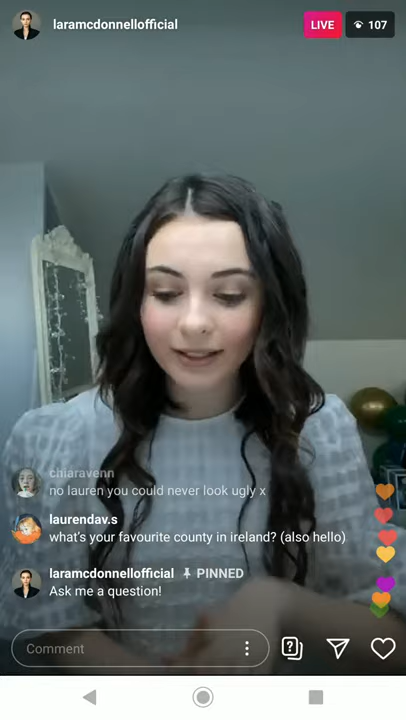 laramcdonnellofficial
LIVE
107
chiaravenn
no lauren you could never look ugly x
laurendav.s
what's your favourite county in ireland? (also hello)
laramcdonnellofficial PINNED
Ask me a question!
Comment